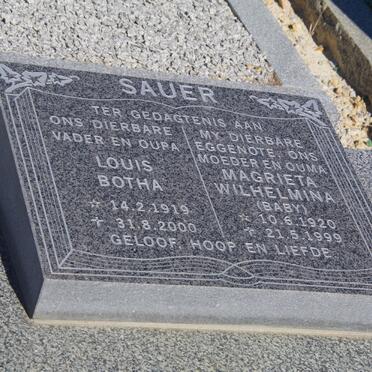 SAUER
TER GEDAGTENIS AAN
ONS DIERBARE
VADER EN OUPA
LOUIS
BOTHA
☆ 14.2.1919
✝ 31.8.2000
MY DIERBARE
EGGENOTE, ONS
MOEDER EN OUMA
MAGRIETA
WILHELMINA
(BABY)
☆ 10.6.1920
✝ 21.5.1999
GELOOF, HOOP EN LIEFDE